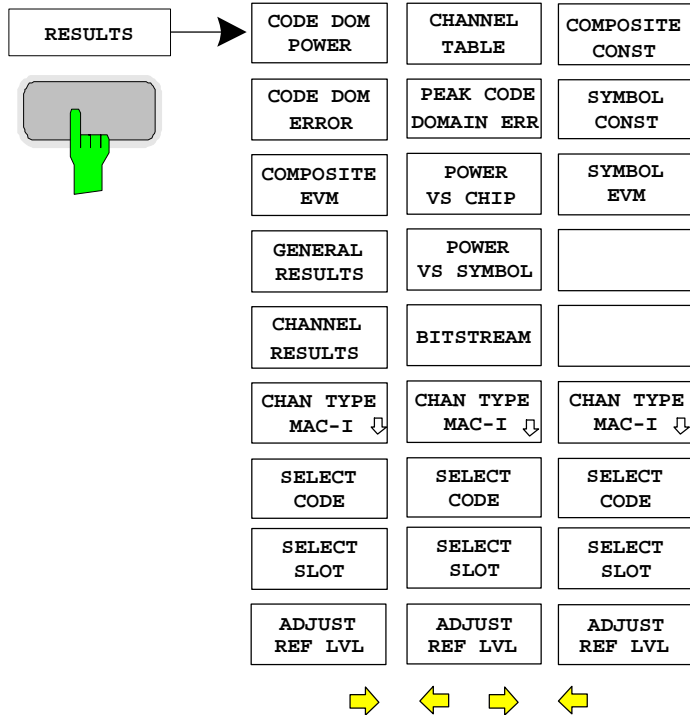 RESULTS
CODE DOM
POWER
CHANNEL
TABLE
COMPOSITE
CONST
CODE DOM
ERROR
PEAK CODE
DOMAIN ERR
SYMBOL
CONST
COMPOSITE
EVM
POWER
VS CHIP
SYMBOL
EVM
GENERAL
RESULTS
POWER
VS SYMBOL
CHANNEL
RESULTS
BITSTREAM
CHAN TYPE
MAC-I
CHAN TYPE
MAC-I
CHAN TYPE
MAC-I
SELECT
CODE
SELECT
CODE
SELECT
CODE
SELECT
SLOT
SELECT
SLOT
SELECT
SLOT
ADJUST
REF LVL
ADJUST
REF LVL
ADJUST
REF LVL